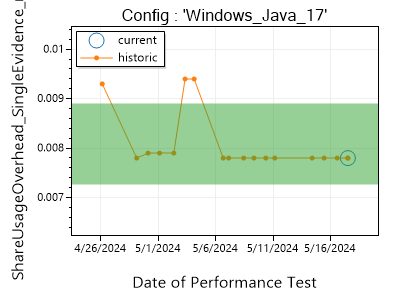 Config : 'Windows_Java_17'
current
historic
0.01
0.009
0.008
0.007
4/26/2024
5/1/2024
5/6/2024
5/11/2024
5/16/2024
Date of Performance Test
ShareUsageOverhead_SingleEvidence_